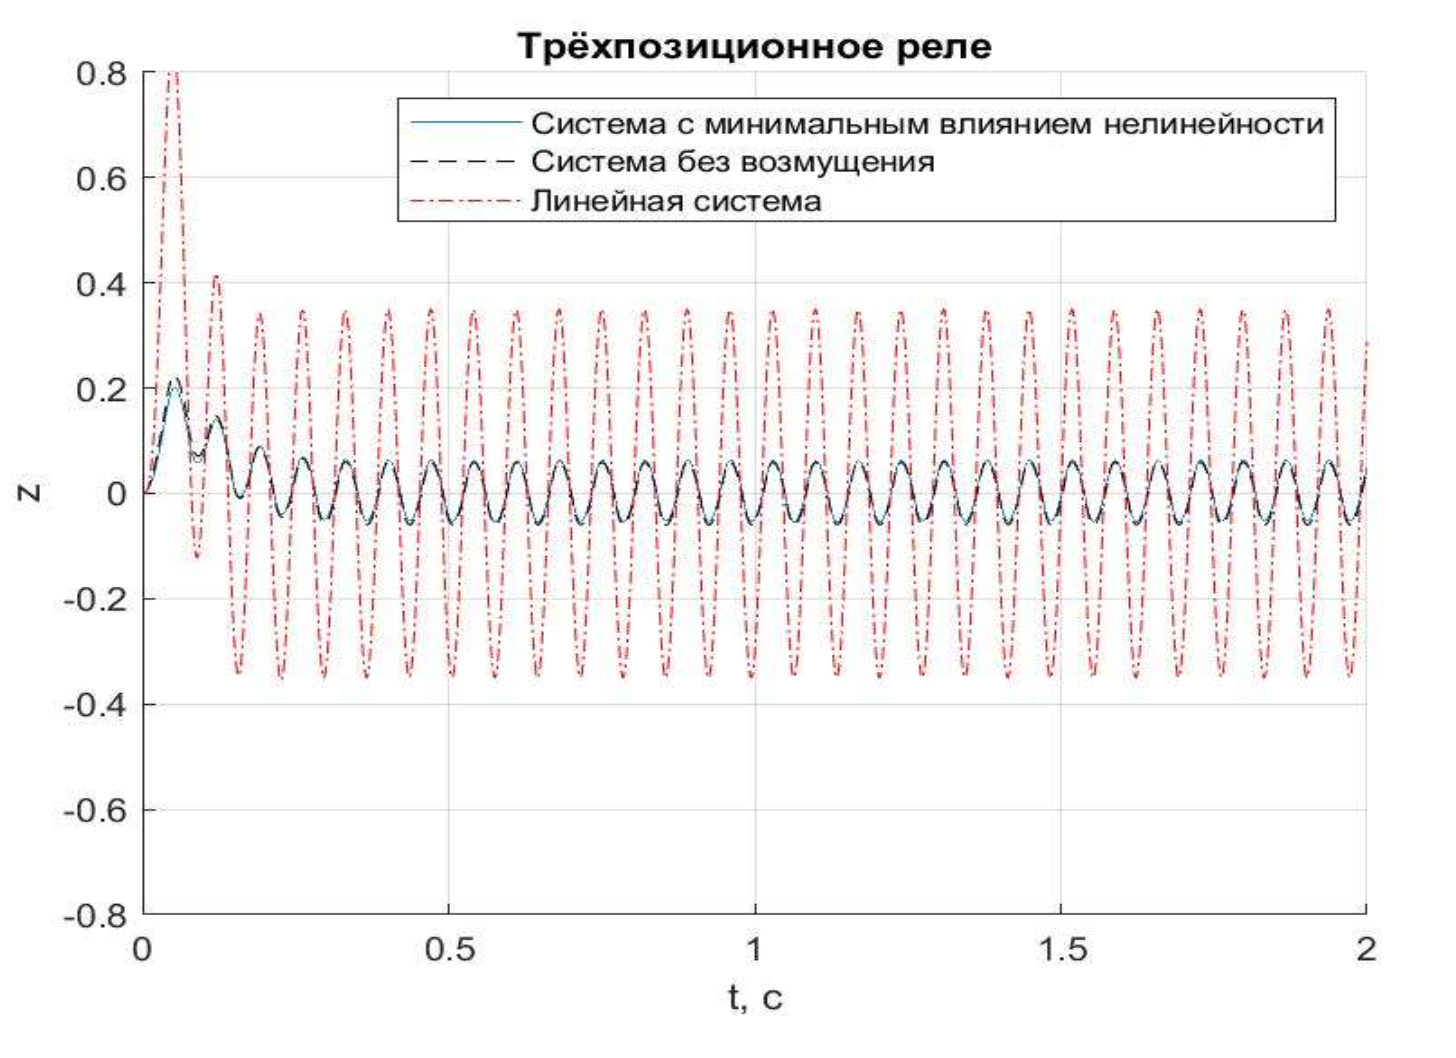 Трёхпозиционное реле
Система с минимальным влиянием нелинейности
Система без возмущения
Линейная система
0.8
0.6
0.4
0.2
0
-0.2
-0.4
-0.6
-0.8
z
0 0.5 1 1.5 2
t, c